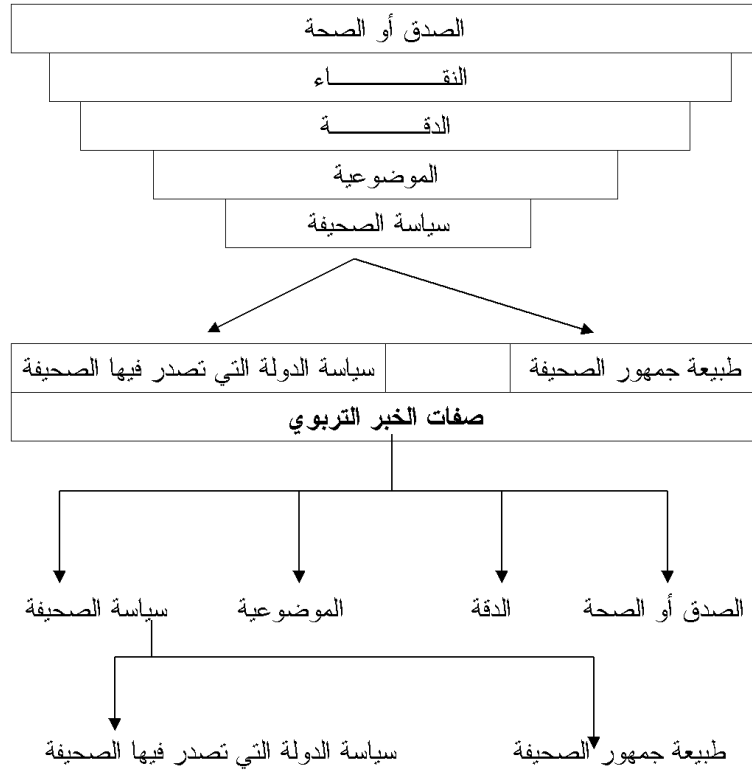 الصدق أو الصحة
النقـــــــــاء
الدقـــــــــة
الموضوعية
سياسة الصحيفة
طبيعة جمهور الصحيفة
سياسة الدولة التي تصدر فيها الصحيفة
صفات الخبر التربوي
الصدق أو الصحة
الدقة
الموضوعية
سياسة الصحيفة
طبيعة جمهور الصحيفة
سياسة الدولة التي تصدر فيها الصحيفة